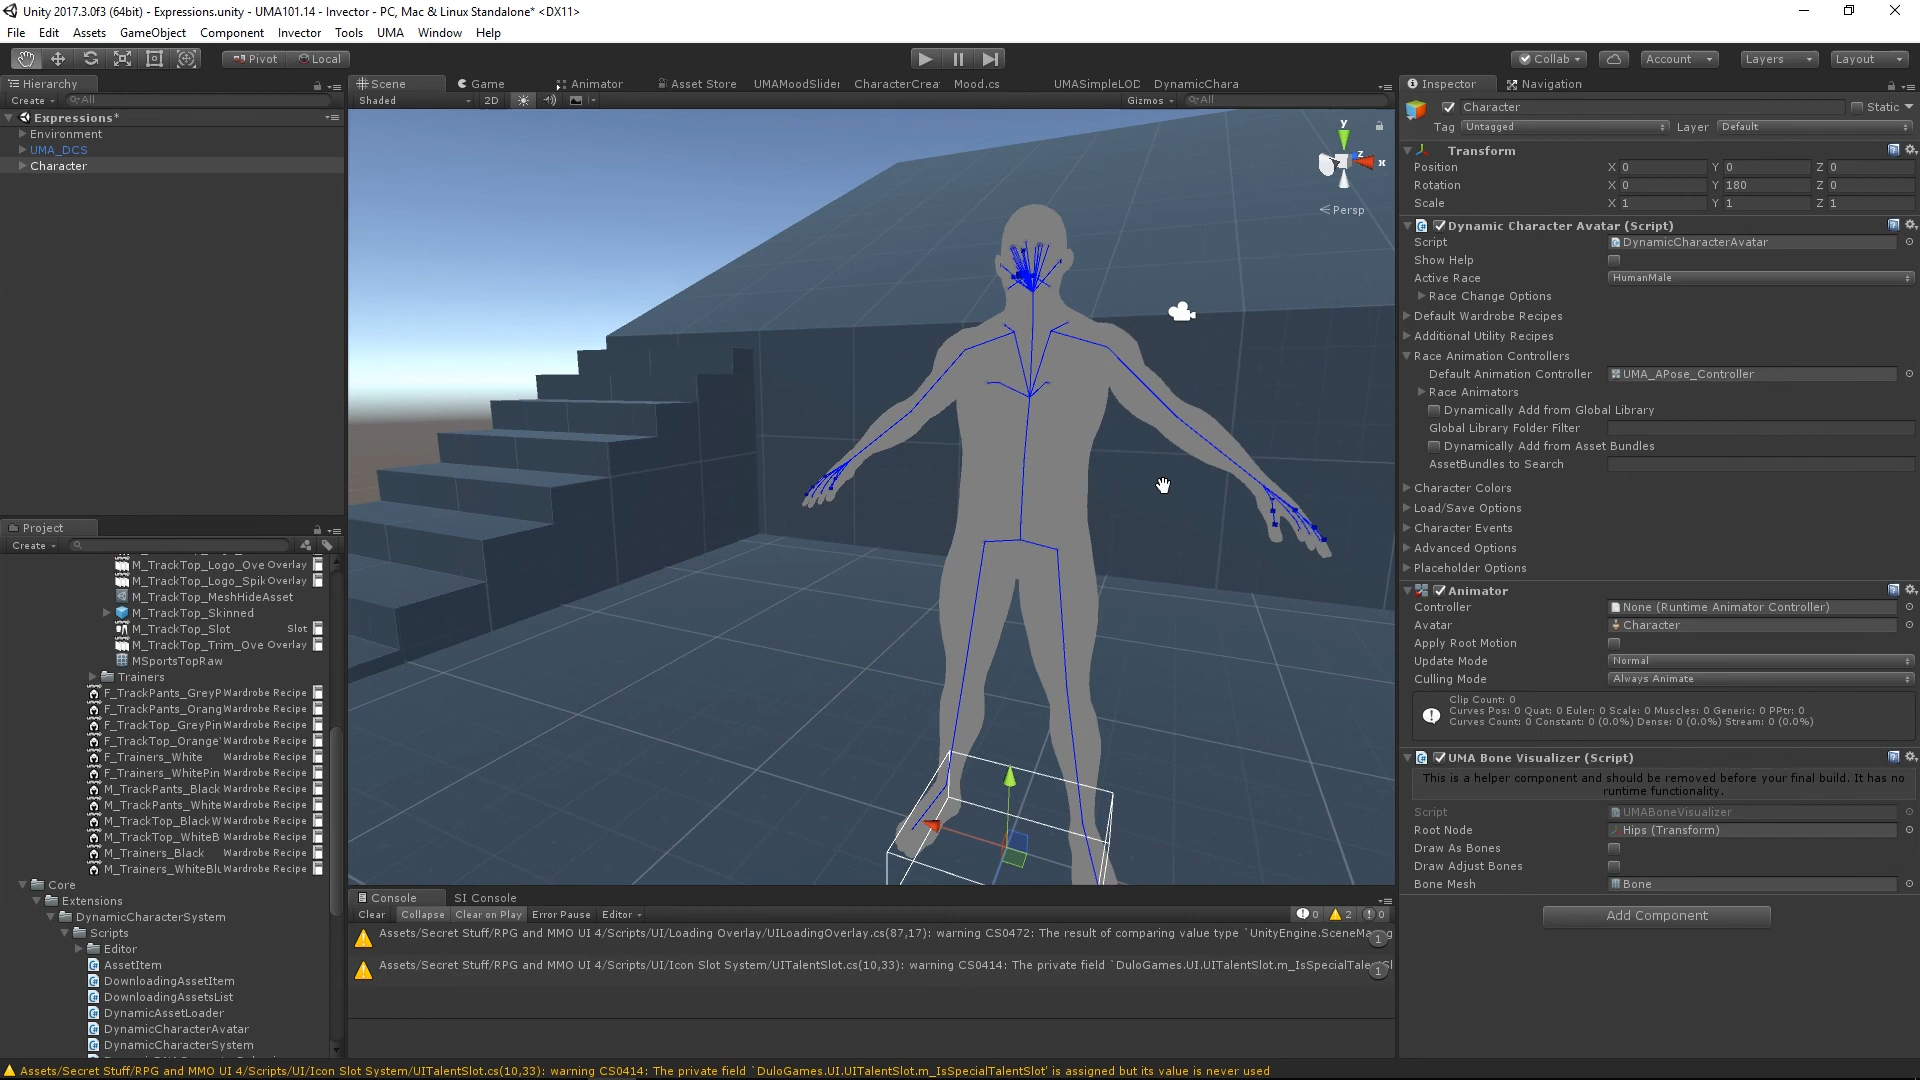 Unity 2017.3.0f3 (64bit) - Expressions.unity - UMA101.14 - Invector - PC, Mac & Linux Standalone* <DX11>
File Edit Assets GameObject Component Invector Tools UMA Window Help
Pivot Local Collab Account Layers Layout
Hierarchy
Create All
Expressions*
Environment
UMA_DCS
Character
Project
Create
M_TrackTop_Logo_Ove Overlay
M_TrackTop_Logo_Spik Overlay
M_TrackTop_MeshHideAsset
M_TrackTop_Skinned
M_TrackTop_Slot Slot
M_TrackTop_Trim_Ove Overlay
MSportsTopRaw
Trainers
F_TrackPants_GreyP Wardrobe Recipe
F_TrackPants_Orang Wardrobe Recipe
F_TrackTop_GreyPin Wardrobe Recipe
F_TrackTop_Orange Wardrobe Recipe
F_Trainers_White Wardrobe Recipe
F_Trainers_WhitePin Wardrobe Recipe
M_TrackPants_Black Wardrobe Recipe
M_TrackPants_White Wardrobe Recipe
M_TrackTop_BlackW Wardrobe Recipe
M_TrackTop_WhiteB Wardrobe Recipe
M_Trainers_Black Wardrobe Recipe
M_Trainers_WhiteBl Wardrobe Recipe
Core
Extensions
DynamicCharacterSystem
Scripts
Editor
AssetItem
DownloadingAssetItem
DownloadingAssetsList
DynamicAssetLoader
DynamicCharacterAvatar
DynamicCharacterSystem
Scene Game Animator Asset Store UMAMoodSlider CharacterCrea Mood.cs UMASimpleLOD DynamicChara
Shaded 2D Gizmos All
y
z
x
Persp
Console SI Console
Clear Collapse Clear on Play Error Pause Editor 0 2 0
Assets/Secret Stuff/RPG and MMO UI 4/Scripts/UI/Loading Overlay/UILoadingOverlay.cs(87,17): warning CS0472: The result of comparing value type `UnityEngine.SceneMa 1
Assets/Secret Stuff/RPG and MMO UI 4/Scripts/UI/Icon Slot System/UITalentSlot.cs(10,33): warning CS0414: The private field `DuloGames.UI.UITalentSlot.m_IsSpecialTale 1
Inspector Navigation
Character Static
Tag Untagged Layer Default
Transform
Position X 0 Y 0 Z 0
Rotation X 0 Y 180 Z 0
Scale X 1 Y 1 Z 1
Dynamic Character Avatar (Script)
Script DynamicCharacterAvatar
Show Help
Active Race HumanMale
Race Change Options
Default Wardrobe Recipes
Additional Utility Recipes
Race Animation Controllers
Default Animation Controller UMA_APose_Controller
Race Animators
Dynamically Add from Global Library
Global Library Folder Filter
Dynamically Add from Asset Bundles
AssetBundles to Search
Character Colors
Load/Save Options
Character Events
Advanced Options
Placeholder Options
Animator
Controller None (Runtime Animator Controller)
Avatar Character
Apply Root Motion
Update Mode Normal
Culling Mode Always Animate
Clip Count: 0
Curves Pos: 0 Quat: 0 Euler: 0 Scale: 0 Muscles: 0 Generic: 0 PPtr: 0
Curves Count: 0 Constant: 0 (0.0%) Dense: 0 (0.0%) Stream: 0 (0.0%)
UMA Bone Visualizer (Script)
This is a helper component and should be removed before your final build. It has no
runtime functionality.
Script UMABoneVisualizer
Root Node Hips (Transform)
Draw As Bones
Draw Adjust Bones
Bone Mesh Bone
Add Component
Assets/Secret Stuff/RPG and MMO UI 4/Scripts/UI/Icon Slot System/UITalentSlot.cs(10,33): warning CS0414: The private field `DuloGames.UI.UITalentSlot.m_IsSpecialTalentSlot' is assigned but its value is never used